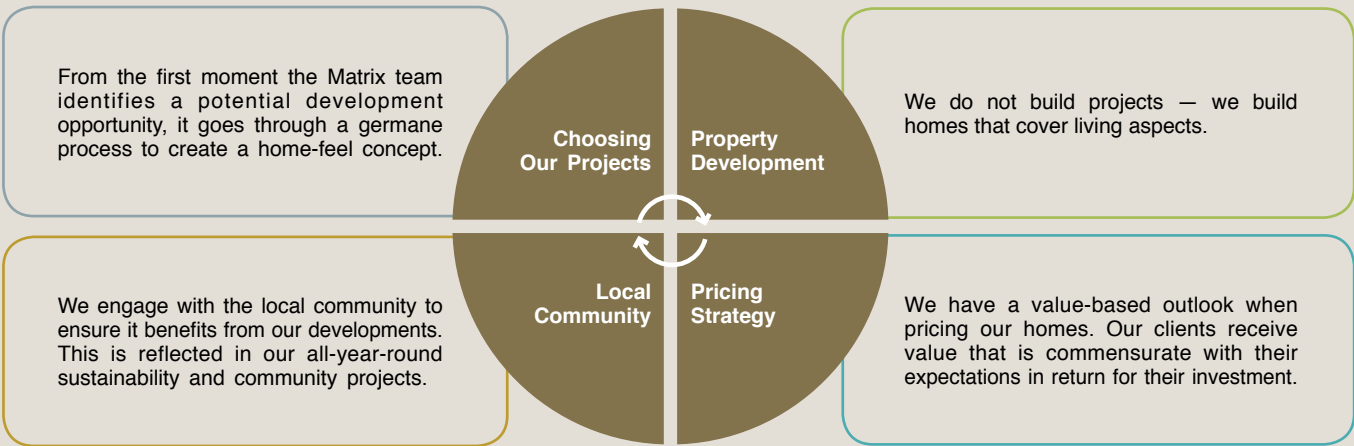 From the first moment the Matrix team
identifies a potential development
opportunity, it goes through a germane
process to create a home-feel concept.
Choosing
Our Projects
Property
Development
We do not build projects — we build
homes that cover living aspects.
We engage with the local community to
ensure it benefits from our developments.
This is reflected in our all-year-round
sustainability and community projects.
Local
Community
Pricing
Strategy
We have a value-based outlook when
pricing our homes. Our clients receive
value that is commensurate with their
expectations in return for their investment.